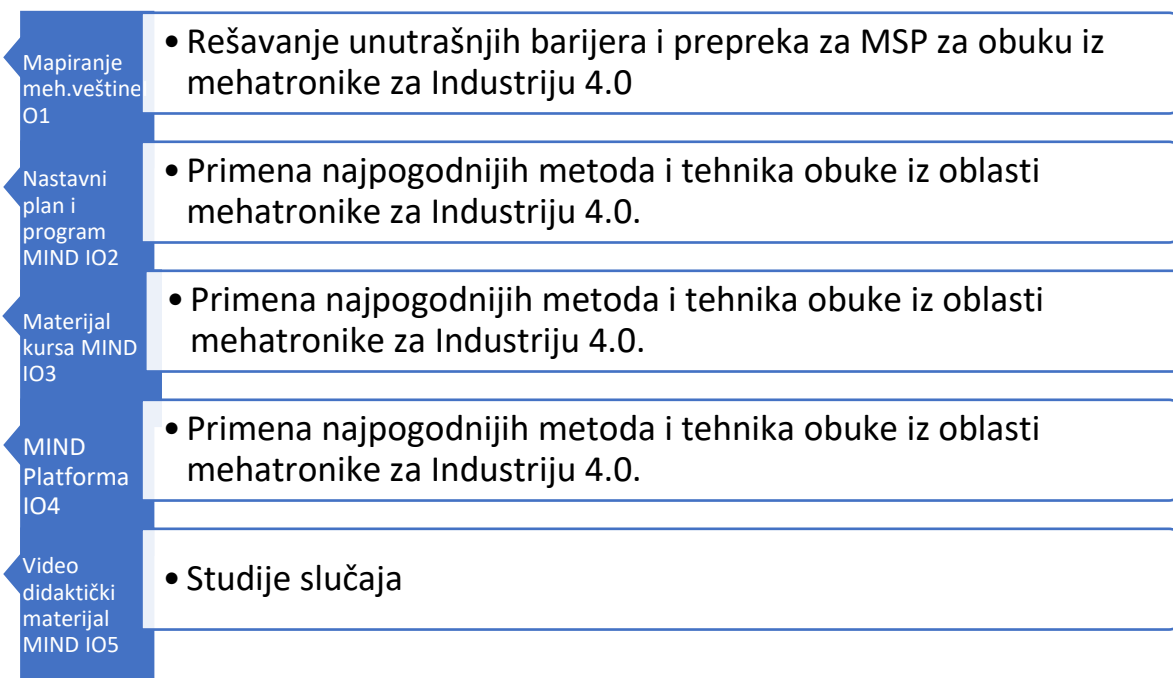 Mapiranje
meh.veštinei
O1
• Rešavanje unutrašnjih barijera i prepreka za MSP za obuku iz
mehatronike za Industriju 4.0
Nastavni
plan i
program
MIND IO2
• Primena najpogodnijih metoda i tehnika obuke iz oblasti
mehatronike za Industriju 4.0.
Materijal
kursa MIND
IO3
• Primena najpogodnijih metoda i tehnika obuke iz oblasti
mehatronike za Industriju 4.0.
MIND
Platforma
IO4
• Primena najpogodnijih metoda i tehnika obuke iz oblasti
mehatronike za Industriju 4.0.
Video
didaktički
materijal
MIND IO5
• Studije slučaja